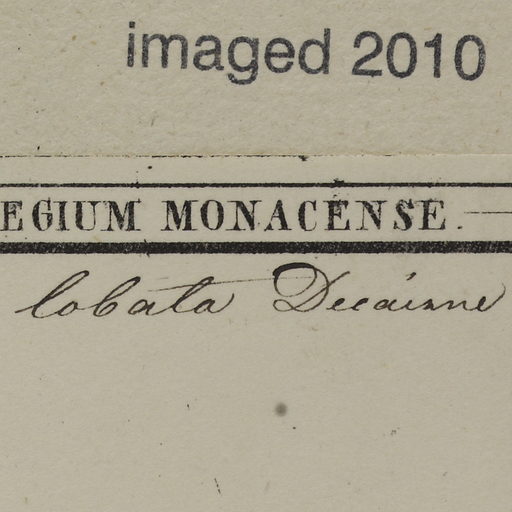 imaged 2010
EGIUM MONACENSE.
lobata Decaisne